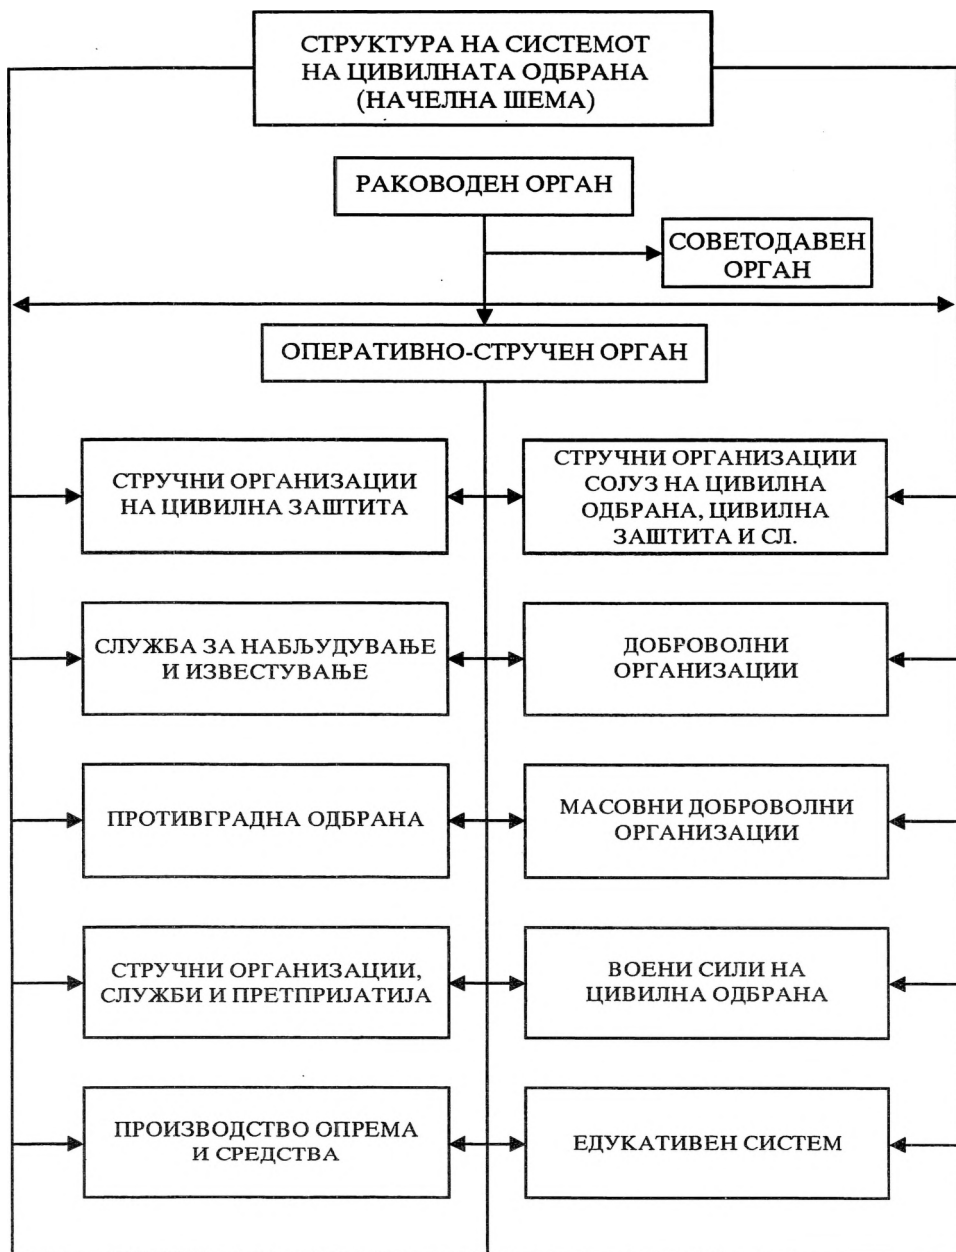 СТРУКТУРА НА СИСТЕМОТ
НА ЦИВИЛНАТА ОДБРАНА
(НАЧЕЛНА ШЕМА)
РАКОВОДЕН ОРГАН
СОВЕТОДАВЕН
ОРГАН
ОПЕРАТИВНО-СТРУЧЕН ОРГАН
СТРУЧНИ ОРГАНИЗАЦИИ
НА ЦИВИЛНА ЗАШТИТА
СТРУЧНИ ОРГАНИЗАЦИИ
СОЈУЗ НА ЦИВИЛНА
ОДБРАНА, ЦИВИЛНА
ЗАШТИТА И СЛ.
СЛУЖБА ЗА НАБЉУДУВАЊЕ
И ИЗВЕСТУВАЊЕ
ДОБРОВОЛНИ
ОРГАНИЗАЦИИ
ПРОТИВГРАДНА ОДБРАНА
МАСОВНИ ДОБРОВОЛНИ
ОРГАНИЗАЦИИ
СТРУЧНИ ОРГАНИЗАЦИИ,
СЛУЖБИ И ПРЕТПРИЈАТИЈА
ВОЕНИ СИЛИ НА
ЦИВИЛНА ОДБРАНА
ПРОИЗВОДСТВО ОПРЕМА
И СРЕДСТВА
ЕДУКАТИВЕН СИСТЕМ